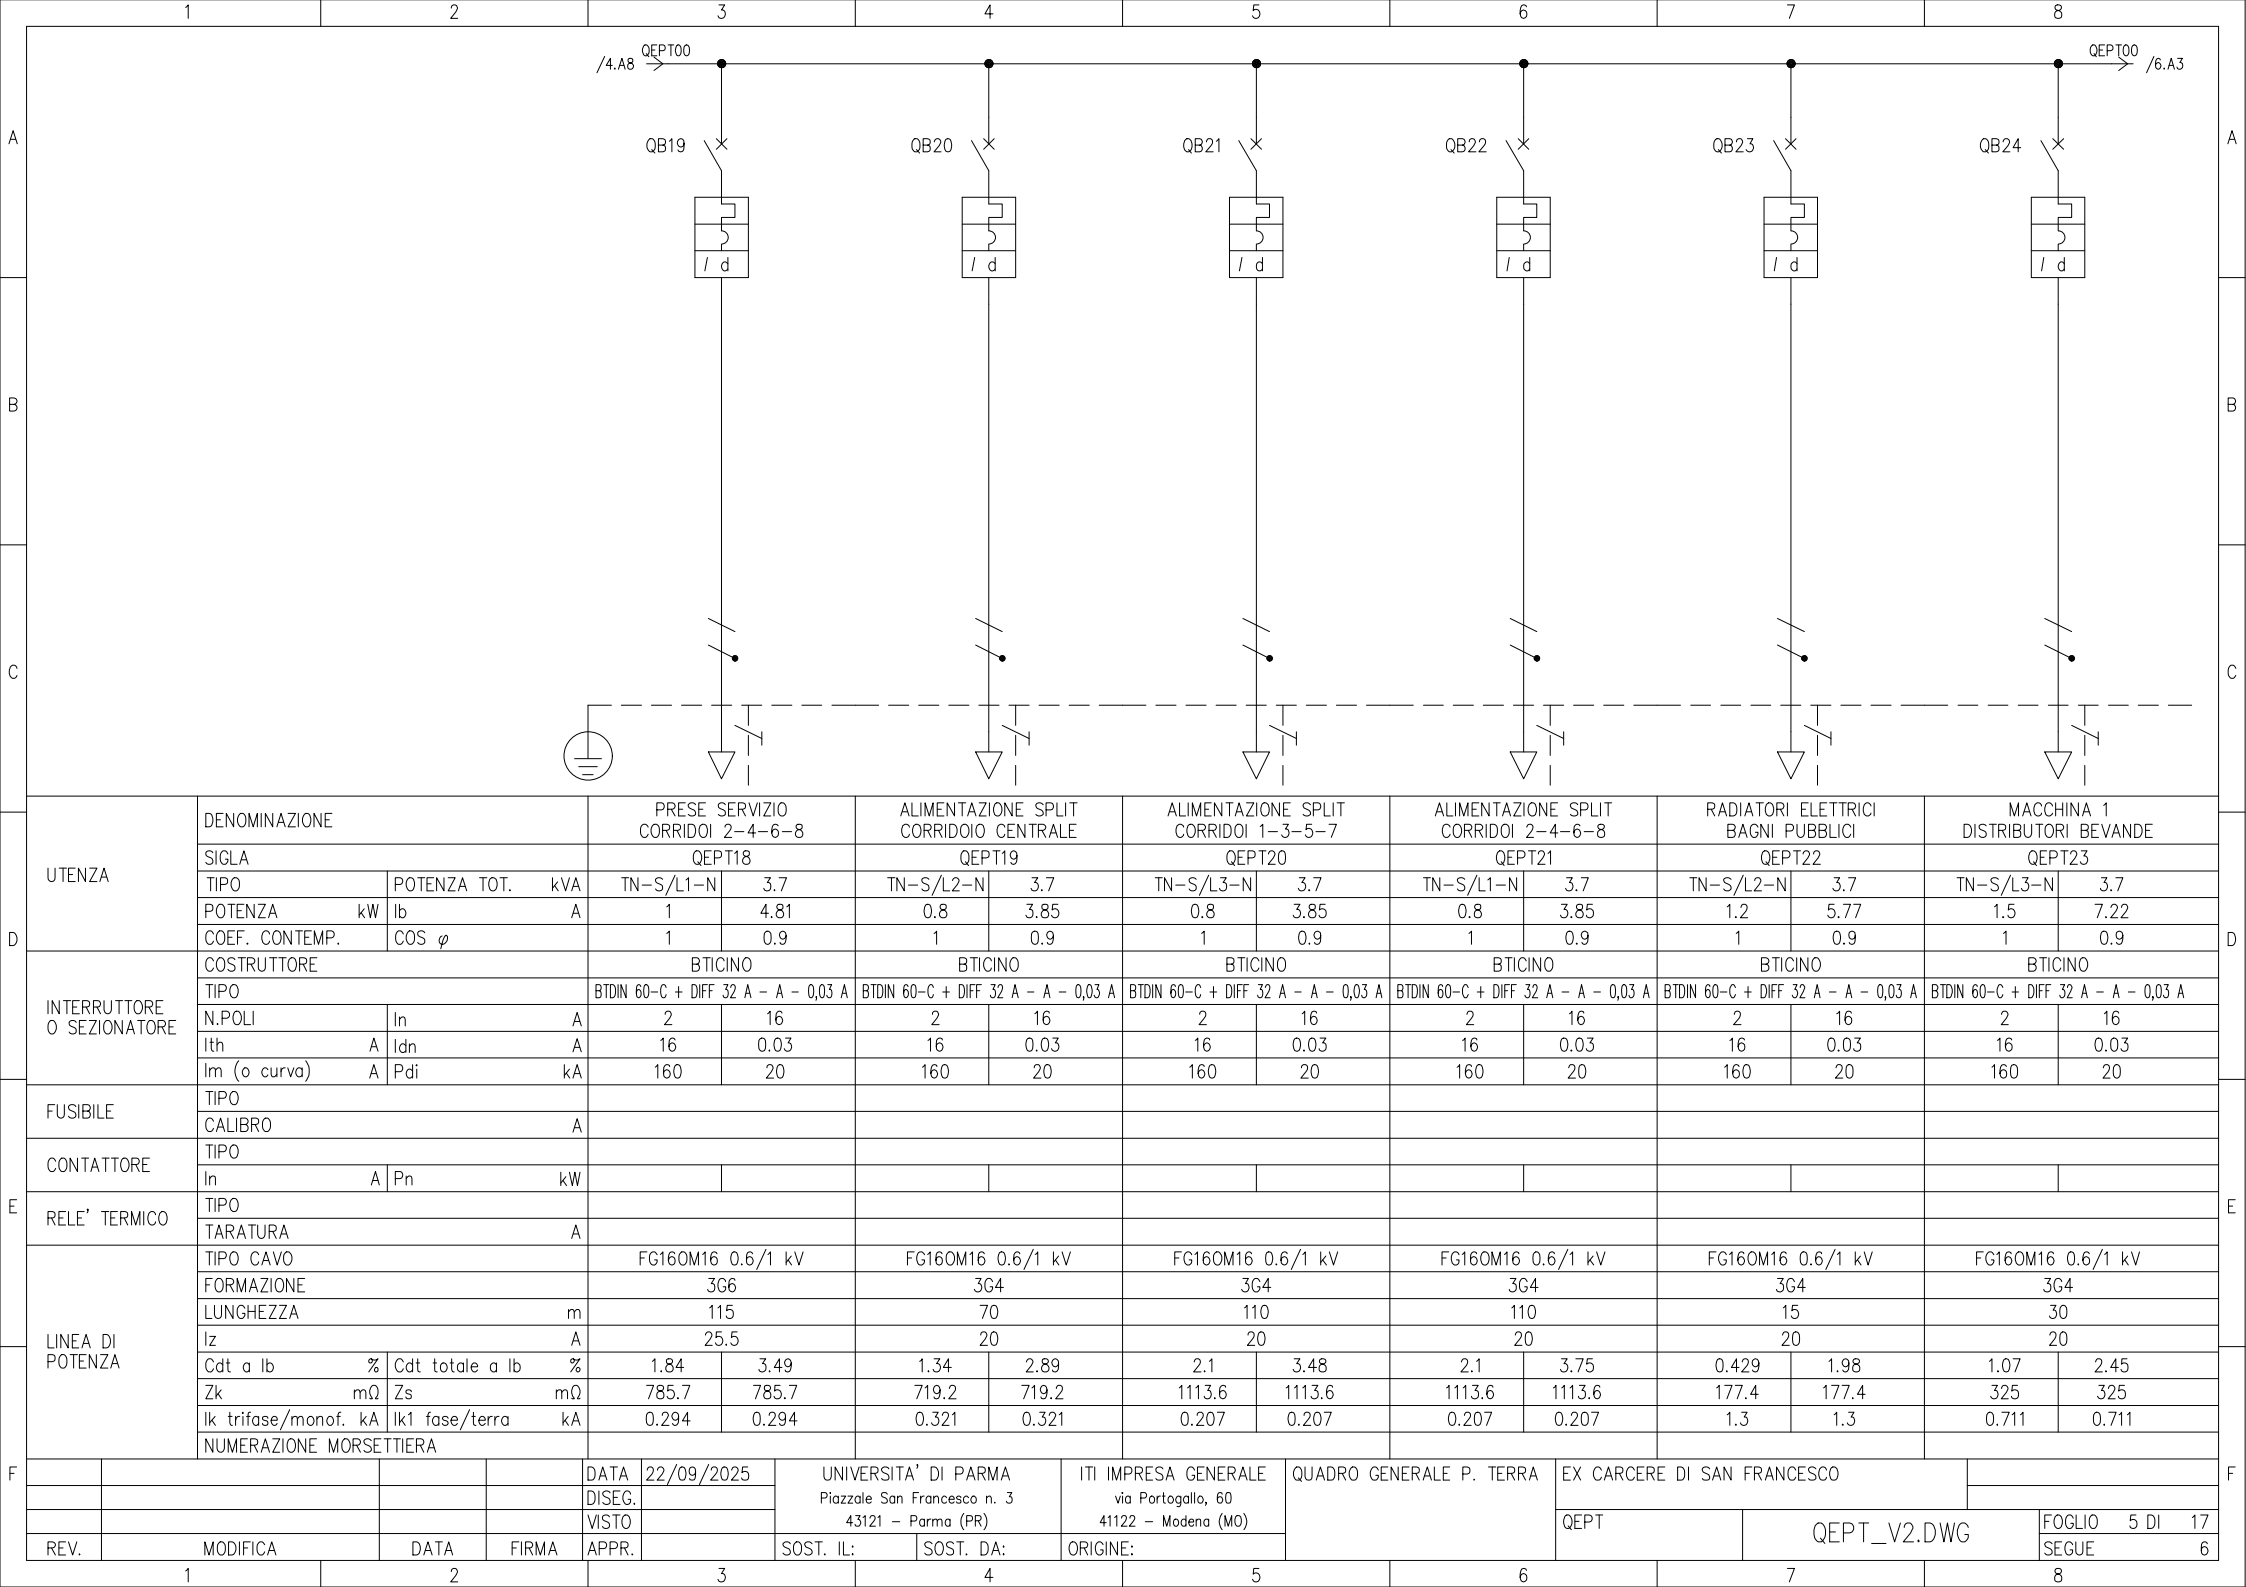 1 2 3 4 5 6 7 8
/4.A8 QEPT00 QEPT00 /6.A3
A A
QB19 QB20 QB21 QB22 QB23 QB24
I d I d I d I d I d I d
B B
C C
DENOMINAZIONE
PRESE SERVIZIO ALIMENTAZIONE SPLIT ALIMENTAZIONE SPLIT ALIMENTAZIONE SPLIT RADIATORI ELETTRICI MACCHINA 1
CORRIDOI 2-4-6-8 CORRIDOIO CENTRALE CORRIDOI 1-3-5-7 CORRIDOI 2-4-6-8 BAGNI PUBBLICI DISTRIBUTORI BEVANDE
SIGLA QEPT18 QEPT19 QEPT20 QEPT21 QEPT22 QEPT23
UTENZA
TIPO POTENZA TOT. kVA TN-S/L1-N 3.7 TN-S/L2-N 3.7 TN-S/L3-N 3.7 TN-S/L1-N 3.7 TN-S/L2-N 3.7 TN-S/L3-N 3.7
POTENZA kW Ib A 1 4.81 0.8 3.85 0.8 3.85 0.8 3.85 1.2 5.77 1.5 7.22
D COEF. CONTEMP. COS φ 1 0.9 1 0.9 1 0.9 1 0.9 1 0.9 1 0.9 D
COSTRUTTORE BTICINO BTICINO BTICINO BTICINO BTICINO BTICINO
TIPO BTDIN 60-C + DIFF 32 A - A - 0,03 A BTDIN 60-C + DIFF 32 A - A - 0,03 A BTDIN 60-C + DIFF 32 A - A - 0,03 A BTDIN 60-C + DIFF 32 A - A - 0,03 A BTDIN 60-C + DIFF 32 A - A - 0,03 A BTDIN 60-C + DIFF 32 A - A - 0,03 A
INTERRUTTORE
O SEZIONATORE
N.POLI In A 2 16 2 16 2 16 2 16 2 16 2 16
Ith A Idn A 16 0.03 16 0.03 16 0.03 16 0.03 16 0.03 16 0.03
Im (o curva) A Pdi kA 160 20 160 20 160 20 160 20 160 20 160 20
FUSIBILE
TIPO
CALIBRO A
CONTATTORE
TIPO
In A Pn kW
E E
RELE' TERMICO
TIPO
TARATURA A
TIPO CAVO FG16OM16 0.6/1 kV FG16OM16 0.6/1 kV FG16OM16 0.6/1 kV FG16OM16 0.6/1 kV FG16OM16 0.6/1 kV FG16OM16 0.6/1 kV
FORMAZIONE 3G6 3G4 3G4 3G4 3G4 3G4
LUNGHEZZA m 115 70 110 110 15 30
LINEA DI
POTENZA
Iz A 25.5 20 20 20 20 20
Cdt a Ib % Cdt totale a Ib % 1.84 3.49 1.34 2.89 2.1 3.48 2.1 3.75 0.429 1.98 1.07 2.45
Zk mΩ Zs mΩ 785.7 785.7 719.2 719.2 1113.6 1113.6 1113.6 1113.6 177.4 177.4 325 325
Ik trifase/monof. kA Ik1 fase/terra kA 0.294 0.294 0.321 0.321 0.207 0.207 0.207 0.207 1.3 1.3 0.711 0.711
NUMERAZIONE MORSETTIERA
F DATA 22/09/2025 UNIVERSITA' DI PARMA ITI IMPRESA GENERALE QUADRO GENERALE P. TERRA EX CARCERE DI SAN FRANCESCO F
DISEG. Piazzale San Francesco n. 3 via Portogallo, 60
VISTO 43121 - Parma (PR) 41122 - Modena (MO) QEPT QEPT_V2.DWG FOGLIO 5 DI 17
REV. MODIFICA DATA FIRMA APPR. SOST. IL: SOST. DA: ORIGINE: SEGUE 6
1 2 3 4 5 6 7 8